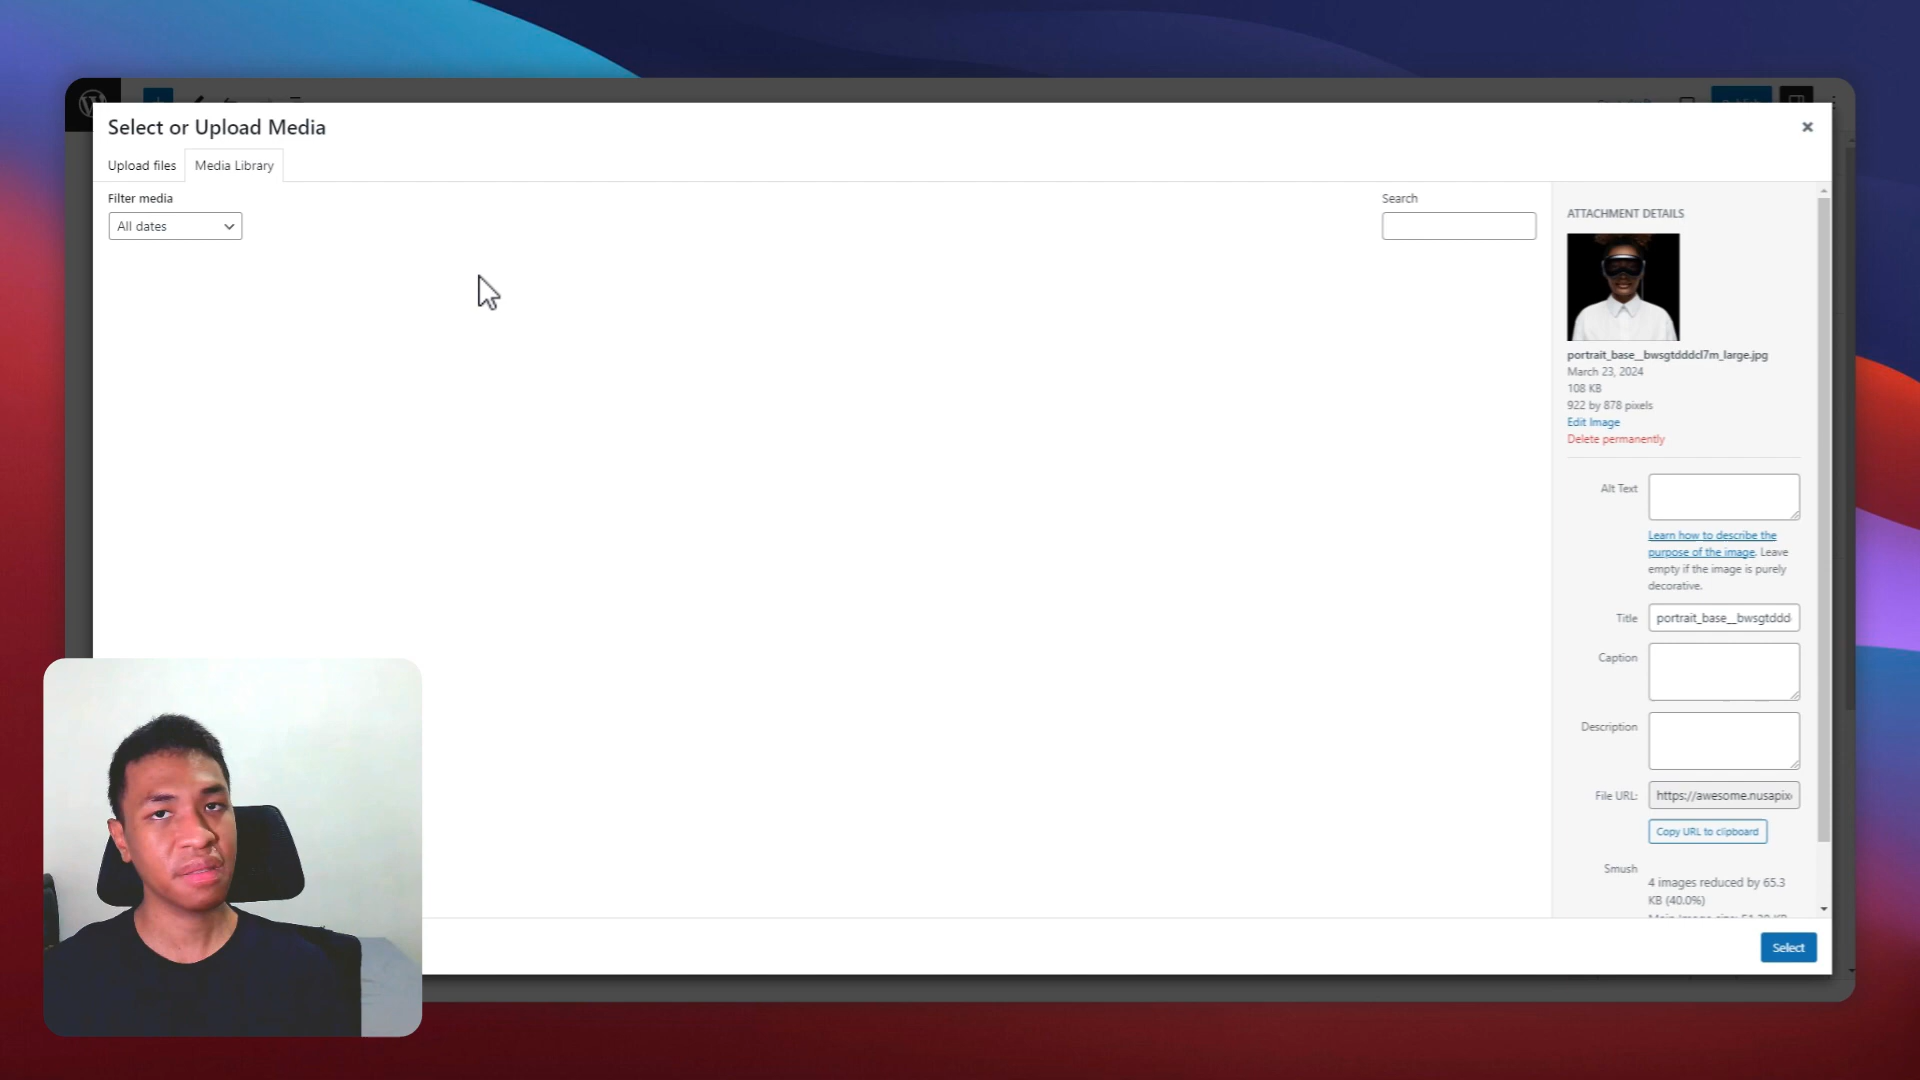 Select or Upload Media
Upload files
Media Library
Filter media
All dates
Search
ATTACHMENT DETAILS
portrait_base__bwsgtdddcl7m_large.jpg
March 23, 2024
108 KB
922 by 878 pixels
Edit Image
Delete permanently
Alt Text
Learn how to describe the
purpose of the image. Leave
empty if the image is purely
decorative.
Title
portrait_base__bwsgtddd
Caption
Description
File URL:
https://awesome.nusapix
Copy URL to clipboard
Smush
4 images reduced by 65.3
KB (40.0%)
Select